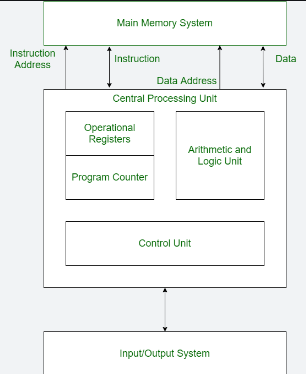 Main Memory System
Instruction
Address
Instruction
Data Address
Data
Central Processing Unit
Operational
Registers
Program Counter
Arithmetic and
Logic Unit
Control Unit
Input/Output System